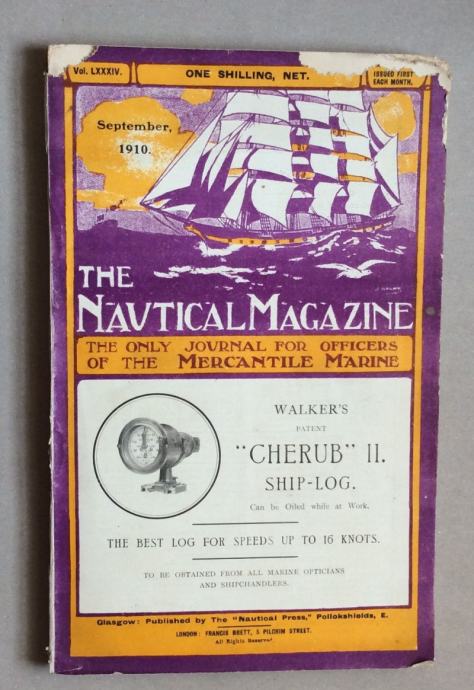 Vol. LXXXIV.
ONE SHILLING, NET.
ISSUED FIRST
EACH MONTH.
September,
1910.
THE
NAUTICAL MAGAZINE
THE ONLY JOURNAL FOR OFFICERS
OF THE MERCANTILE MARINE
WALKER'S
PATENT
"CHERUB" II.
SHIP-LOG.
Can be Oiled while at Work.
THE BEST LOG FOR SPEEDS UP TO 16 KNOTS.
TO BE OBTAINED FROM ALL MARINE OPTICIANS
AND SHIPCHANDLERS.
Glasgow: Published by The "Nautical Press," Pollokshields, E.
LONDON: FRANCIS BRETT, 5 PILGRIM STREET.
All Rights Reserved.